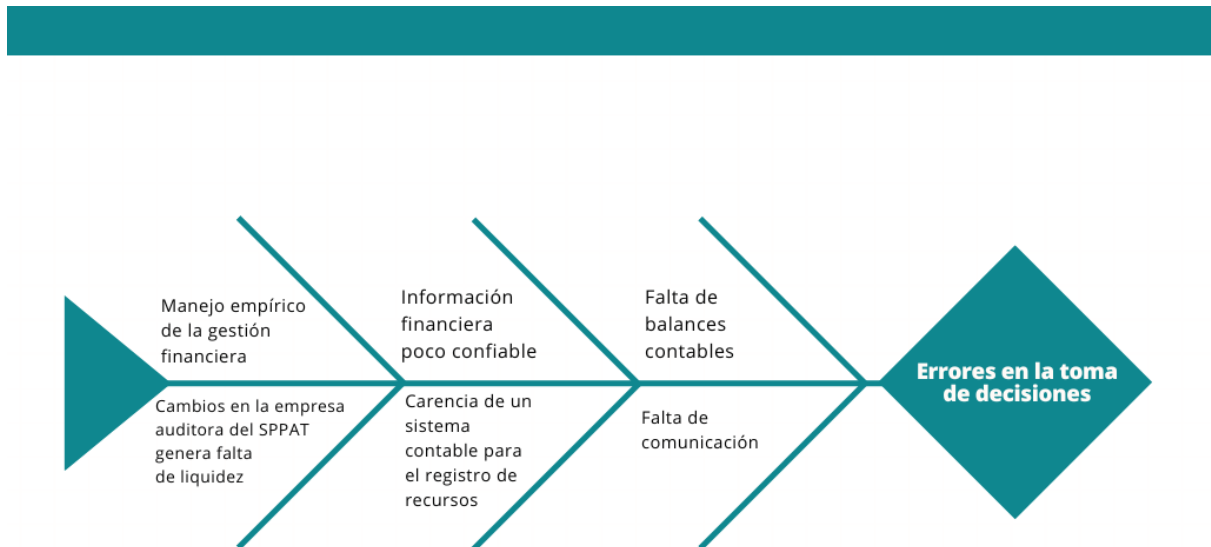 Manejo empírico
de la gestión
financiera
Información
financiera
poco confiable
Falta de
balances
contables
Errores en la toma
de decisiones
Cambios en la empresa
auditora del SPPAT
genera falta
de liquidez
Carencia de un
sistema
contable para
el registro de
recursos
Falta de
comunicación